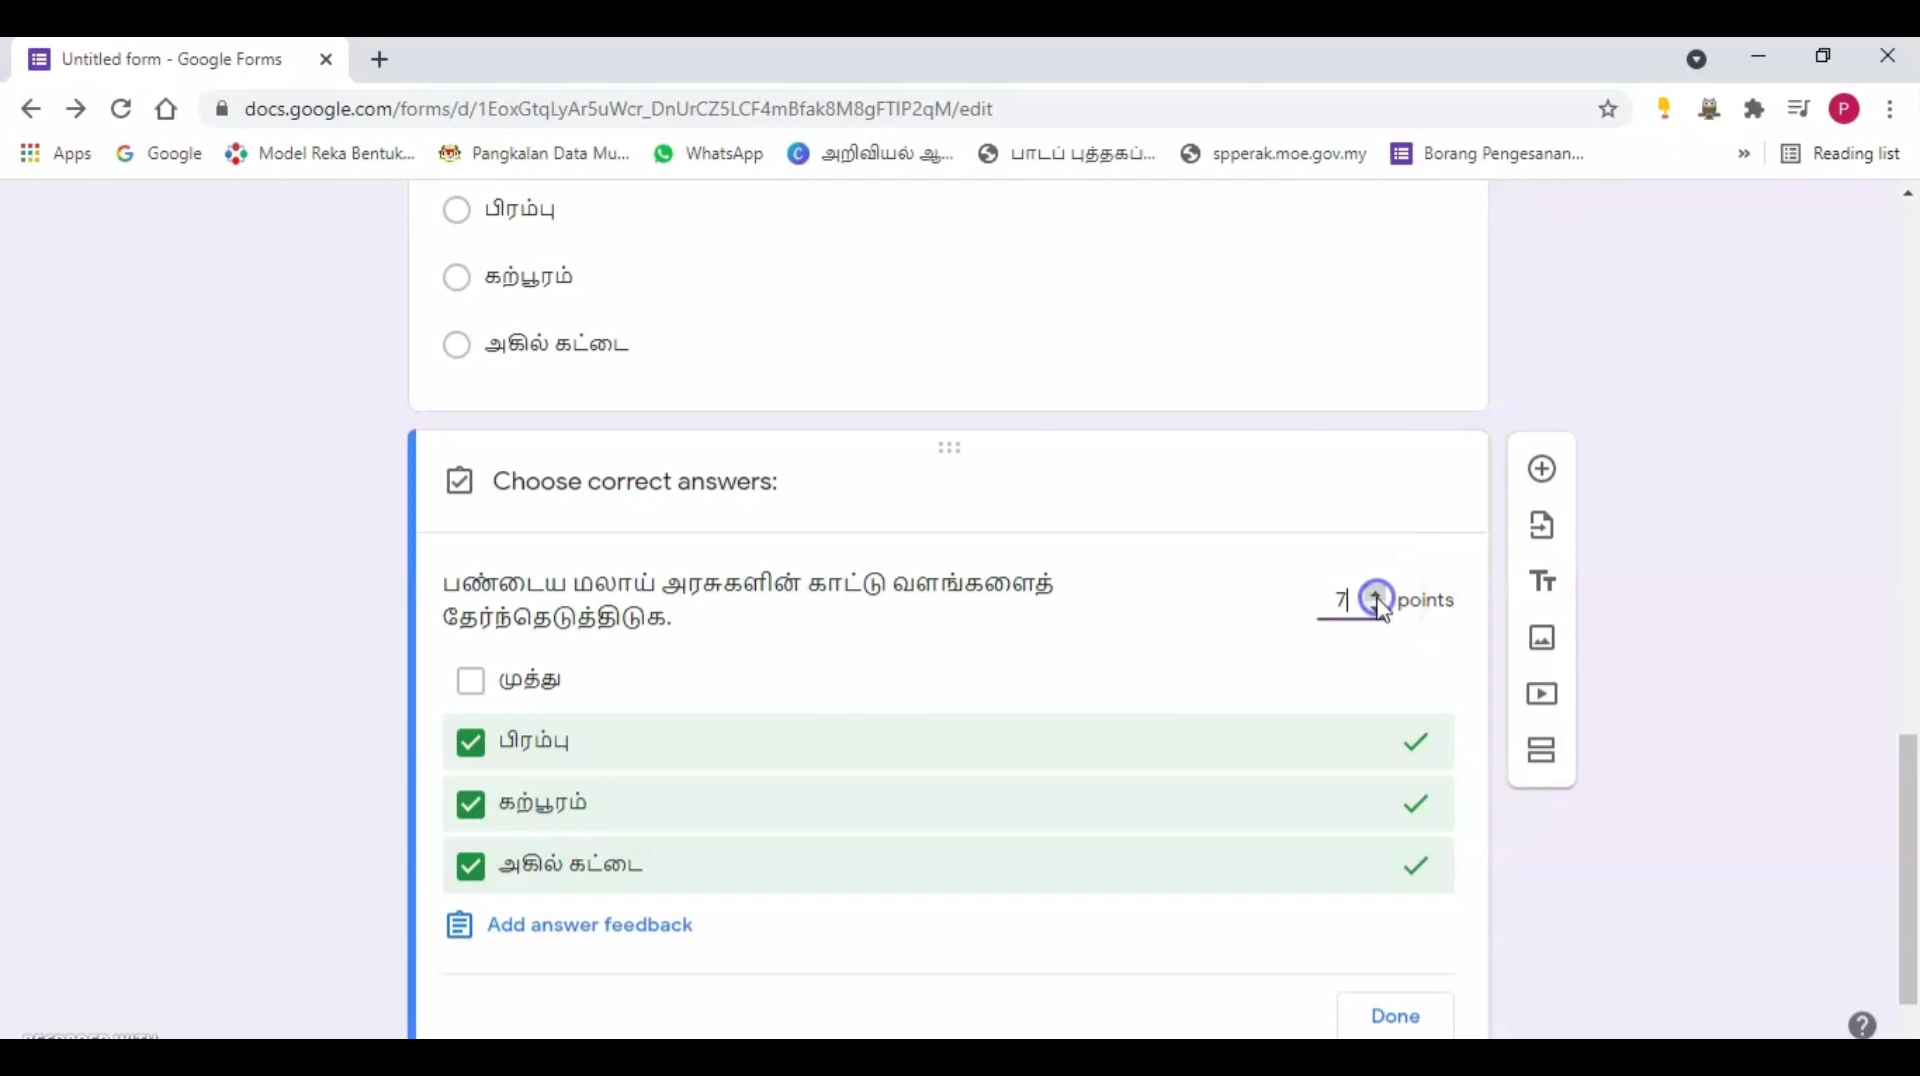 Untitled form - Google Forms
docs.google.com/forms/d/1EoxGtqLyAr5uWcr_DnUrCZ5LCF4mBfak8M8gFTIP2qM/edit
P
Apps
Google
Model Reka Bentuk...
Pangkalan Data Mu...
WhatsApp
அறிவியல் ஆ...
பாடப் புத்தகப்...
spperak.moe.gov.my
Borang Pengesanan...
»
Reading list
பிரம்பு
கற்பூரம்
அகில் கட்டை
Choose correct answers:
பண்டைய மலாய் அரசுகளின் காட்டு வளங்களைத்
தேர்ந்தெடுத்திடுக.
7 points
முத்து
பிரம்பு
கற்பூரம்
அகில் கட்டை
Add answer feedback
Done